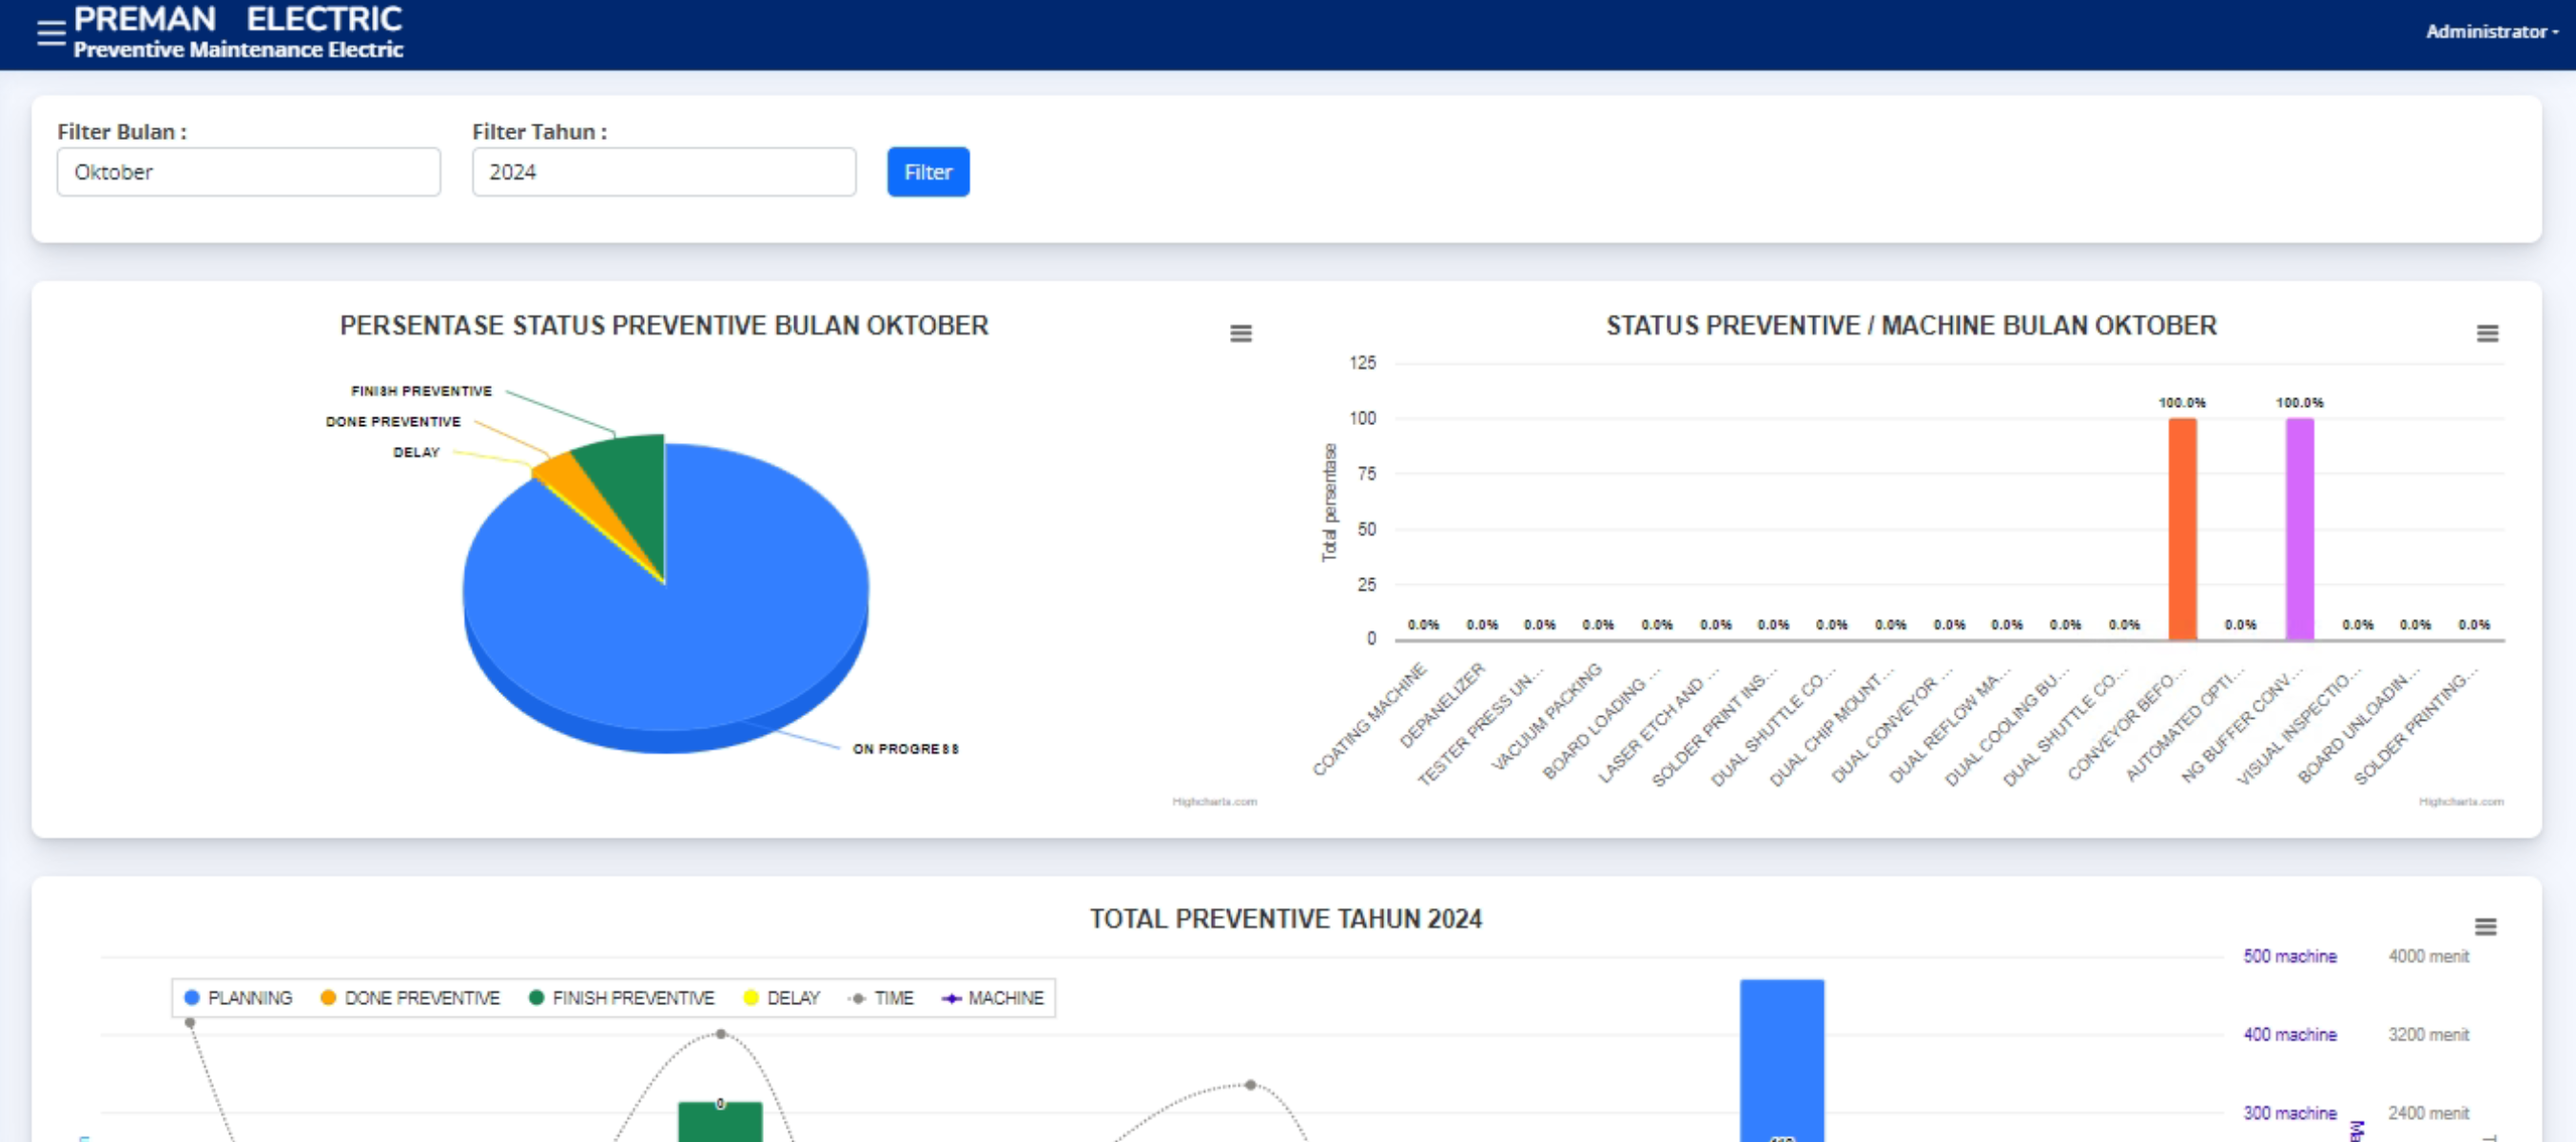 PREMAN ELECTRIC
Preventive Maintenance Electric
Administrator
Filter Bulan :
Filter Tahun :
Oktober
2024
Filter
PERSENTASE STATUS PREVENTIVE BULAN OKTOBER
FINISH PREVENTIVE
DONE PREVENTIVE
DELAY
ON PROGRESS
Highcharts.com
STATUS PREVENTIVE / MACHINE BULAN OKTOBER
Total persentase
125
100
75
50
25
0
0.0% 0.0% 0.0% 0.0% 0.0% 0.0% 0.0% 0.0% 0.0% 0.0% 0.0% 0.0% 0.0% 100.0% 0.0% 100.0% 0.0% 0.0% 0.0%
COATING MACHINE
DEPANELIZER
TESTER PRESS UN...
VACUUM PACKING
BOARD LOADING ...
LASER ETCH AND ...
SOLDER PRINT INS...
DUAL SHUTTLE CO...
DUAL CHIP MOUNT...
DUAL CONVEYOR ...
DUAL REFLOW MA...
DUAL COOLING BU...
DUAL SHUTTLE CO...
CONVEYOR BEFO...
AUTOMATED OPTI...
NG BUFFER CONV...
VISUAL INSPECTIO...
BOARD UNLOADIN...
SOLDER PRINTING...
Highcharts.com
TOTAL PREVENTIVE TAHUN 2024
PLANNING DONE PREVENTIVE FINISH PREVENTIVE DELAY TIME MACHINE
500 machine 4000 menit
400 machine 3200 menit
300 machine 2400 menit
0